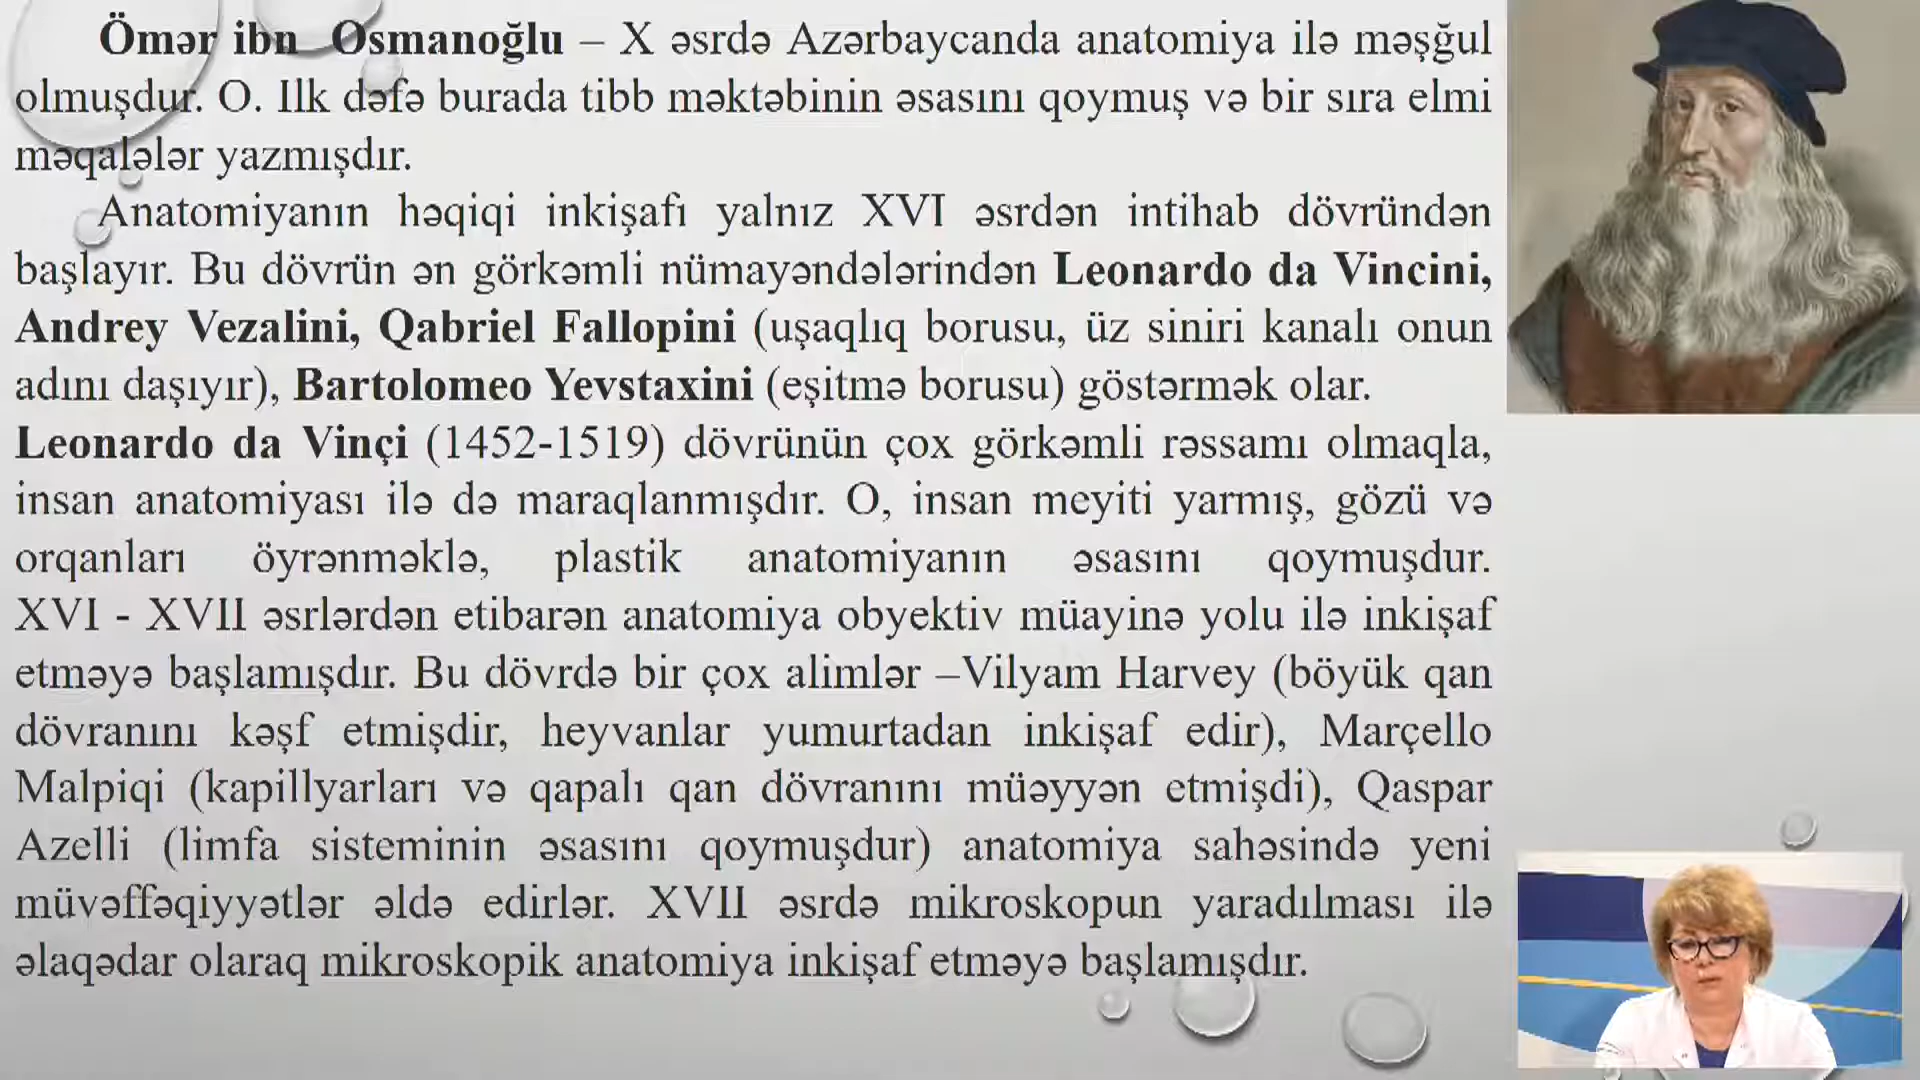 Ömər ibn Osmanoğlu – X əsrdə Azərbaycanda anatomiya ilə məşğul
olmuşdur. O. Ilk dəfə burada tibb məktəbinin əsasını qoymuş və bir sıra elmi
məqalələr yazmışdır.
Anatomiyanın həqiqi inkişafı yalnız XVI əsrdən intihab dövründən
başlayır. Bu dövrün ən görkəmli nümayəndələrindən Leonardo da Vincini,
Andrey Vezalini, Qabriel Fallopini (uşaqlıq borusu, üz siniri kanalı onun
adını daşıyır), Bartolomeo Yevstaxini (eşitmə borusu) göstərmək olar.
Leonardo da Vinçi (1452-1519) dövrünün çox görkəmli rəssamı olmaqla,
insan anatomiyası ilə də maraqlanmışdır. O, insan meyiti yarmış, gözü və
orqanları öyrənməklə, plastik anatomiyanın əsasını qoymuşdur.
XVI - XVII əsrlərdən etibarən anatomiya obyektiv müayinə yolu ilə inkişaf
etməyə başlamışdır. Bu dövrdə bir çox alimlər –Vilyam Harvey (böyük qan
dövranını kəşf etmişdir, heyvanlar yumurtadan inkişaf edir), Marçello
Malpiqi (kapillyarları və qapalı qan dövranını müəyyən etmişdi), Qaspar
Azelli (limfa sisteminin əsasını qoymuşdur) anatomiya sahəsində yeni
müvəffəqiyyətlər əldə edirlər. XVII əsrdə mikroskopun yaradılması ilə
əlaqədar olaraq mikroskopik anatomiya inkişaf etməyə başlamışdır.